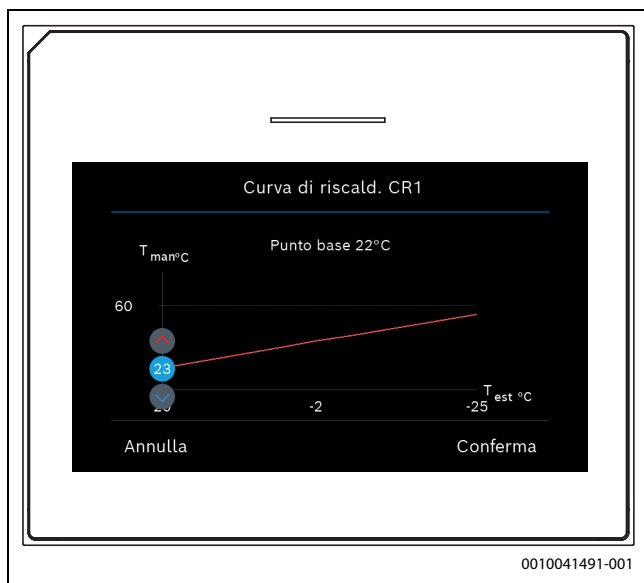 Curva di riscald. CR1
Punto base 22°C
T man°C
60
23
-2
-25
T est °C
Annulla
Conferma
0010041491-001